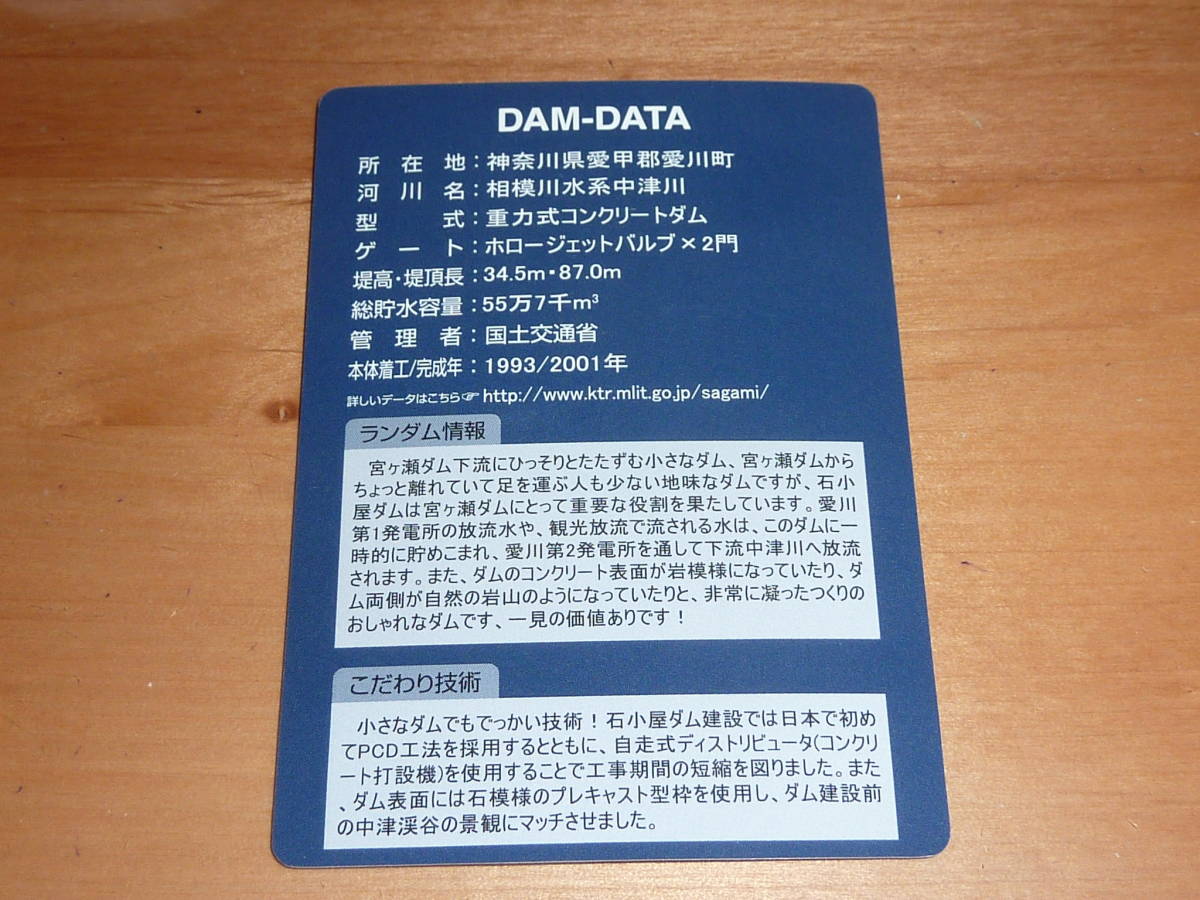 DAM-DATA
所在地：神奈川県愛甲郡愛川町
河川名：相模川水系中津川
型式：重力式コンクリートダム
ゲート：ホロージェットバルブ×2門
堤高・堤頂長：34.5m・87.0m
総貯水容量：55万7千m³
管理者：国土交通省
本体着工/完成年：1993/2001年
詳しいデータはこちら☞http://www.ktr.mlit.go.jp/sagami/
ランダム情報
宮ヶ瀬ダム下流にひっそりとたたずむ小さなダム、宮ヶ瀬ダムから
ちょっと離れていて足を運ぶ人も少ない地味なダムですが、石小
屋ダムは宮ヶ瀬ダムにとって重要な役割を果たしています。愛川
第1発電所の放流水や、観光放流で流される水は、このダムに一
時的に貯めこまれ、愛川第2発電所を通して下流中津川へ放流
されます。また、ダムのコンクリート表面が岩模様になっていたり、ダ
ム両側が自然の岩山のようになっていたりと、非常に凝ったつくりの
おしゃれなダムです、一見の価値ありです！
こだわり技術
小さなダムでもでっかい技術！石小屋ダム建設では日本で初め
てPCD工法を採用するとともに、自走式ディストリビュータ(コンクリ
ート打設機)を使用することで工事期間の短縮を図りました。また
、ダム表面には石模様のプレキャスト型枠を使用し、ダム建設前
の中津渓谷の景観にマッチさせました。